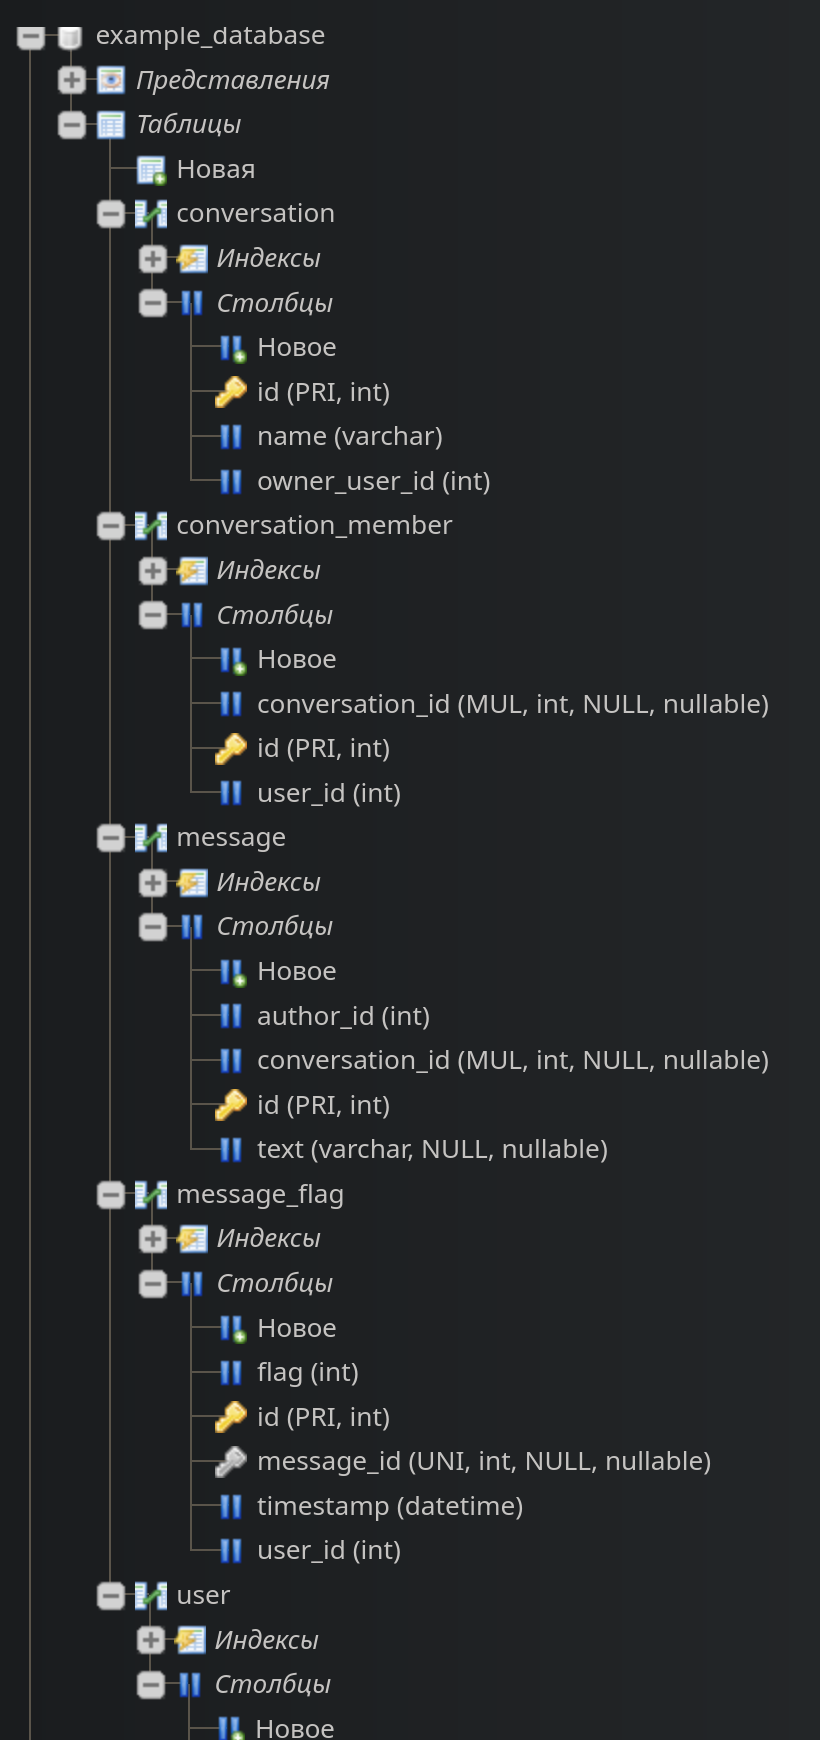 example_database
Представления
Таблицы
Новая
conversation
Индексы
Столбцы
Новое
id (PRI, int)
name (varchar)
owner_user_id (int)
conversation_member
Индексы
Столбцы
Новое
conversation_id (MUL, int, NULL, nullable)
id (PRI, int)
user_id (int)
message
Индексы
Столбцы
Новое
author_id (int)
conversation_id (MUL, int, NULL, nullable)
id (PRI, int)
text (varchar, NULL, nullable)
message_flag
Индексы
Столбцы
Новое
flag (int)
id (PRI, int)
message_id (UNI, int, NULL, nullable)
timestamp (datetime)
user_id (int)
user
Индексы
Столбцы
Новое